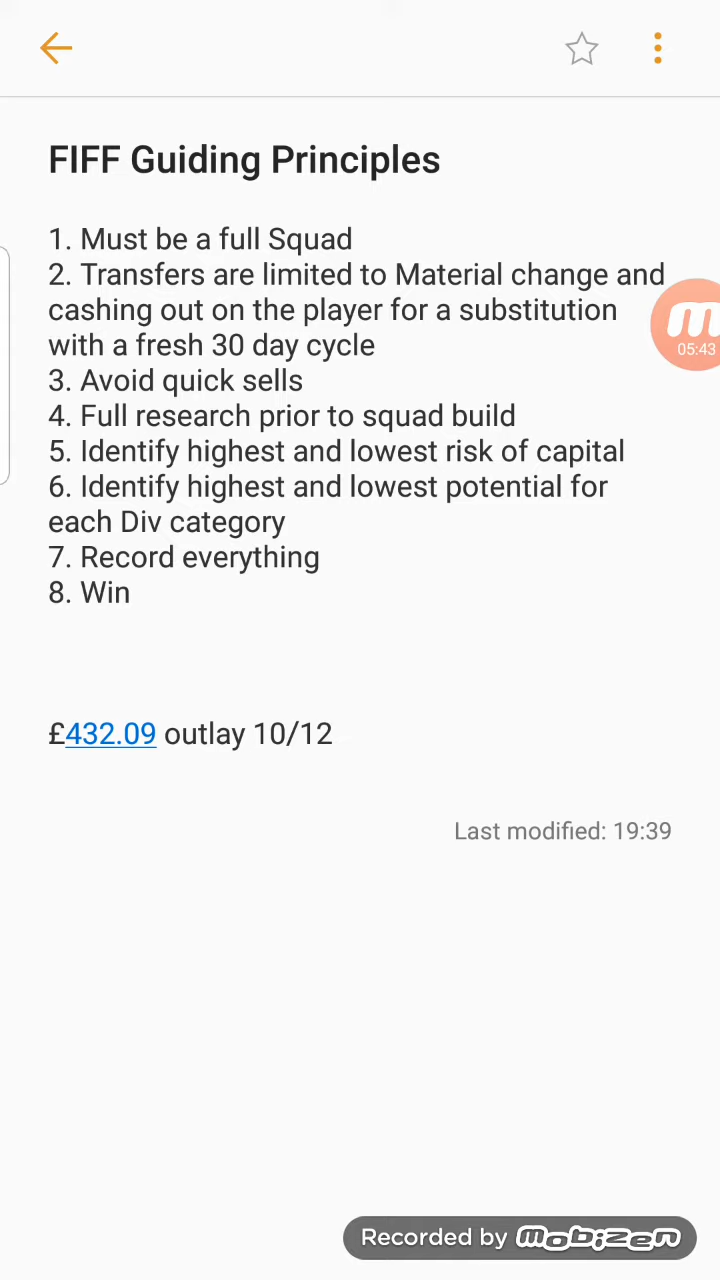 FIFF Guiding Principles
1. Must be a full Squad
2. Transfers are limited to Material change and
cashing out on the player for a substitution
with a fresh 30 day cycle
3. Avoid quick sells
4. Full research prior to squad build
5. Identify highest and lowest risk of capital
6. Identify highest and lowest potential for
each Div category
7. Record everything
8. Win
£432.09 outlay 10/12
Last modified: 19:39
m
05:43
Recorded by mobizen